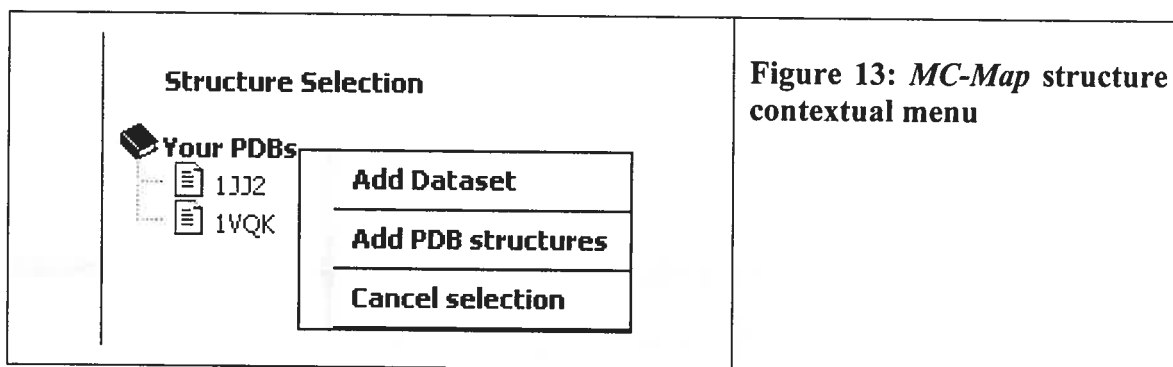 Structure Selection
Your PDBs
1JJ2
1VQK
Add Dataset
Add PDB structures
Cancel selection
Figure 13: MC-Map structure
contextual menu